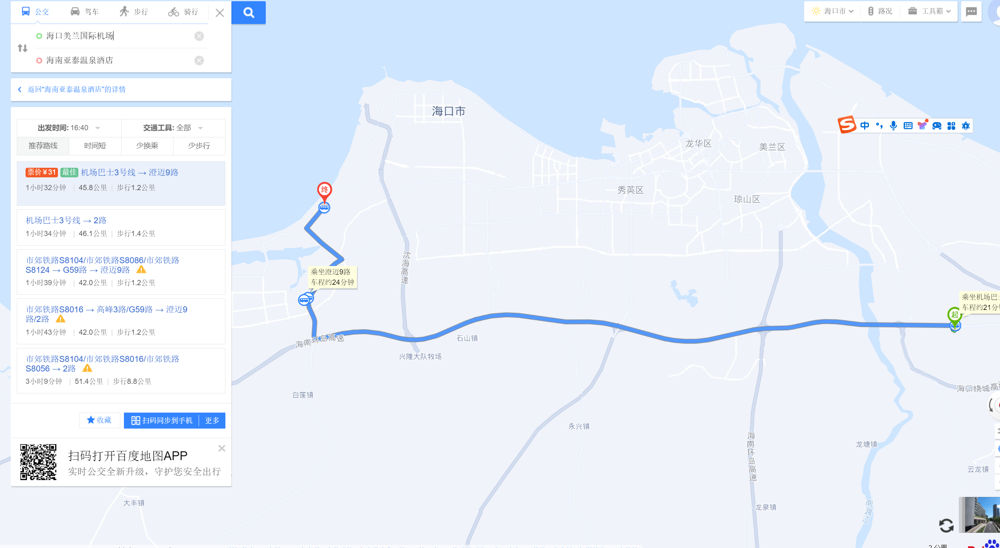 公交 驾车 步行 骑行
海口美兰国际机场
海南亚泰温泉酒店
返回“海南亚泰温泉酒店”的详情
出发时间: 16:40 交通工具: 全部
推荐路线 时间短 少换乘 少步行
票价¥31 最佳 机场巴士3号线 → 澄迈9路
1小时32分钟 | 45.8公里 | 步行1.2公里
机场巴士3号线 → 2路
1小时34分钟 | 46.1公里 | 步行1.4公里
市郊铁路S8104/市郊铁路S8086/市郊铁路
S8124 → G59路 → 澄迈9路
1小时39分钟 | 42.0公里 | 步行1.2公里
市郊铁路S8016 → 高峰3路/G59路 → 澄迈9
路/2路
1小时43分钟 | 42.0公里 | 步行1.2公里
市郊铁路S8104/市郊铁路S8016/市郊铁路
S8056 → 2路
3小时9分钟 | 51.4公里 | 步行8.8公里
收藏 扫码同步到手机 更多
扫码打开百度地图APP
实时公交全新升级，守护您安全出行
海口市 路况 工具箱
中
海口市
龙华区
美兰区
秀英区
琼山区
终
沈海高速
乘坐澄迈9路
车程约24分钟
乘坐机场巴士
车程约21分钟
起
海南环岛高速
石山镇
兴隆大队牧场
白莲镇
海口绕城高速
永兴镇
海南环岛高速
龙塘镇
云龙镇
大丰镇
龙泉镇
南渡江
2公里